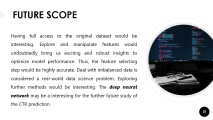 FUTURE SCOPE
Having full access to the original dataset would be
interesting. Explore and manipulate features would
undoubtedly bring us exciting and robust insights to
optimize model performance. Thus, the feature selecting
step would be highly accurate. Deal with imbalanced data is
considered a real-world data science problem. Exploring
further methods would be interesting. The deep neural
network may be a interesting for the further future study of
the CTR prediction.